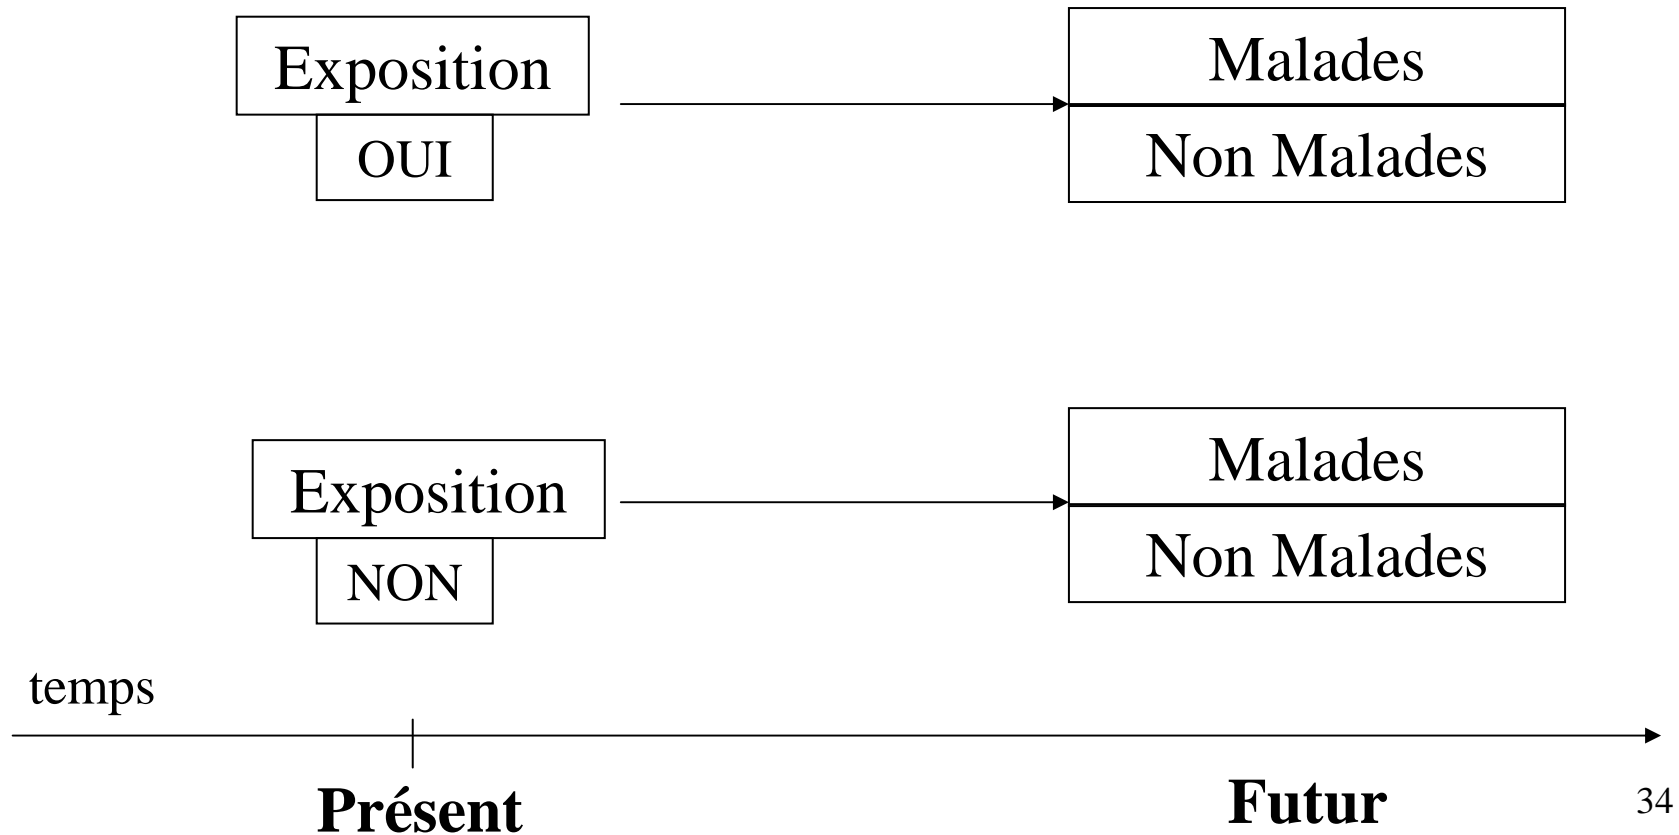 Exposition
OUI
Malades
Non Malades
Exposition
NON
Malades
Non Malades
temps
Présent
Futur
34